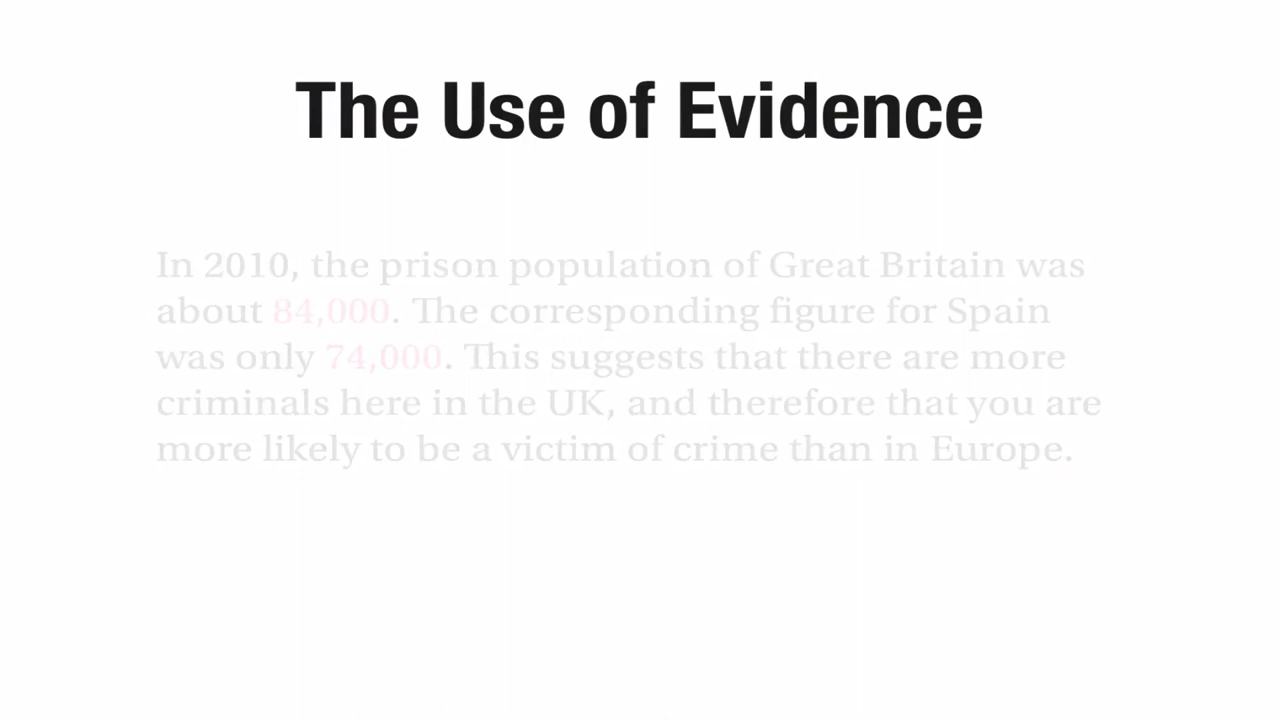 The Use of Evidence
In 2010, the prison population of Great Britain was
about 84,000. The corresponding figure for Spain
was only 74,000. This suggests that there are more
criminals here in the UK, and therefore that you are
more likely to be a victim of crime than in Europe.